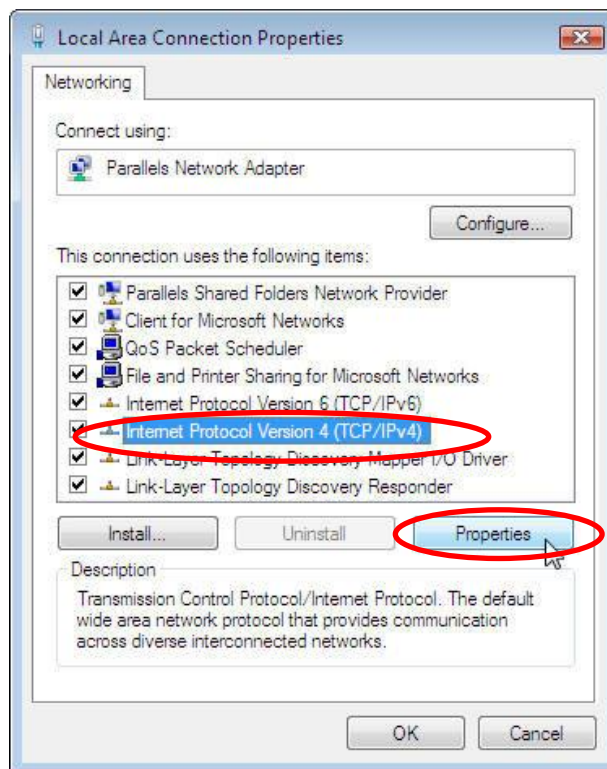 Local Area Connection Properties
Networking
Connect using:
Parallels Network Adapter
Configure...
This connection uses the following items:
Parallels Shared Folders Network Provider
Client for Microsoft Networks
QoS Packet Scheduler
File and Printer Sharing for Microsoft Networks
Internet Protocol Version 6 (TCP/IPv6)
Internet Protocol Version 4 (TCP/IPv4)
Link-Layer Topology Discovery Mapper I/O Driver
Link-Layer Topology Discovery Responder
Install... Uninstall Properties
Description
Transmission Control Protocol/Internet Protocol. The default
wide area network protocol that provides communication
across diverse interconnected networks.
OK Cancel